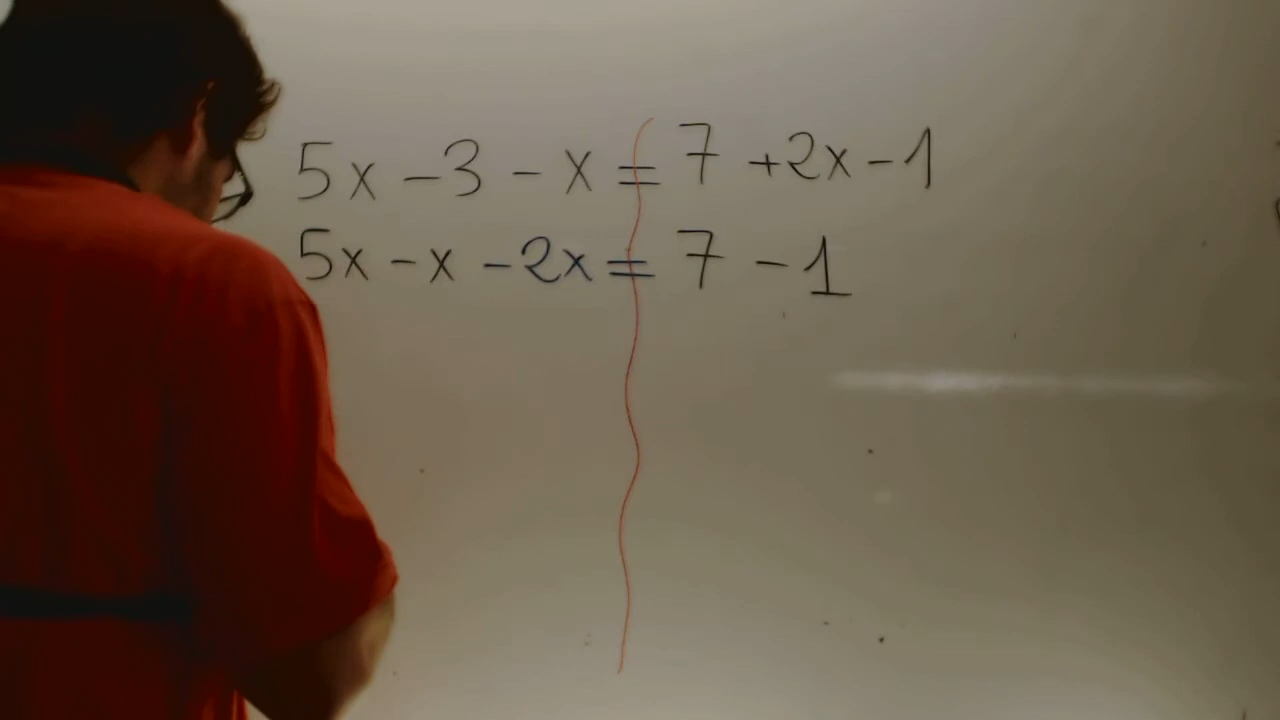 5x - 3 - x = 7 + 2x - 1
5x - x - 2x = 7 - 1